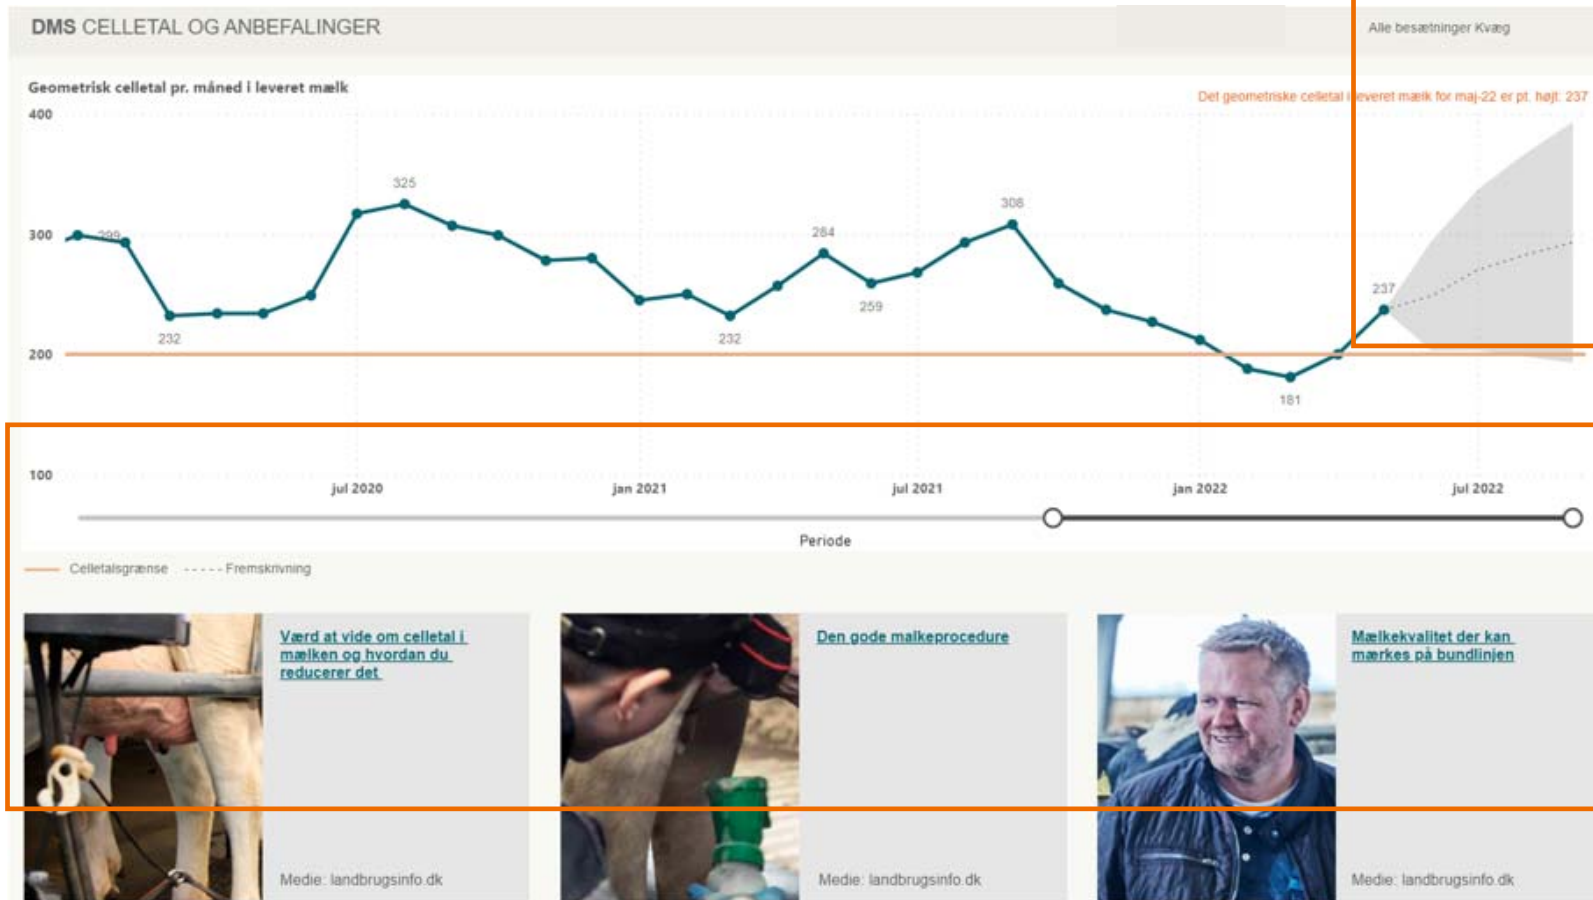 DMS CELLETAL OG ANBEFALINGER
Alle besætninger Kvæg
Geometrisk celletal pr. måned i leveret mælk
Det geometriske celletal i leveret mælk for maj-22 er pt. højt: 237
400
300
200
100
299
232
325
232
284
259
308
181
237
jul 2020
jan 2021
jul 2021
jan 2022
jul 2022
Periode
Celletalsgrænse
Fremskrivning
Værd at vide om celletal i
mælken og hvordan du
reducerer det
Medie: landbrugsinfo.dk
Den gode malkeprocedure
Medie: landbrugsinfo.dk
Mælkekvalitet der kan
mærkes på bundlinjen
Medie: landbrugsinfo.dk